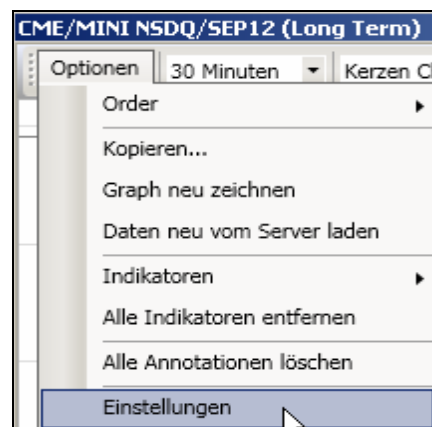 CME/MINI NSDQ/SEP12 (Long Term)
Optionen 30 Minuten Kerzen
Order
Kopieren...
Graph neu zeichnen
Daten neu vom Server laden
Indikatoren
Alle Indikatoren entfernen
Alle Annotationen löschen
Einstellungen